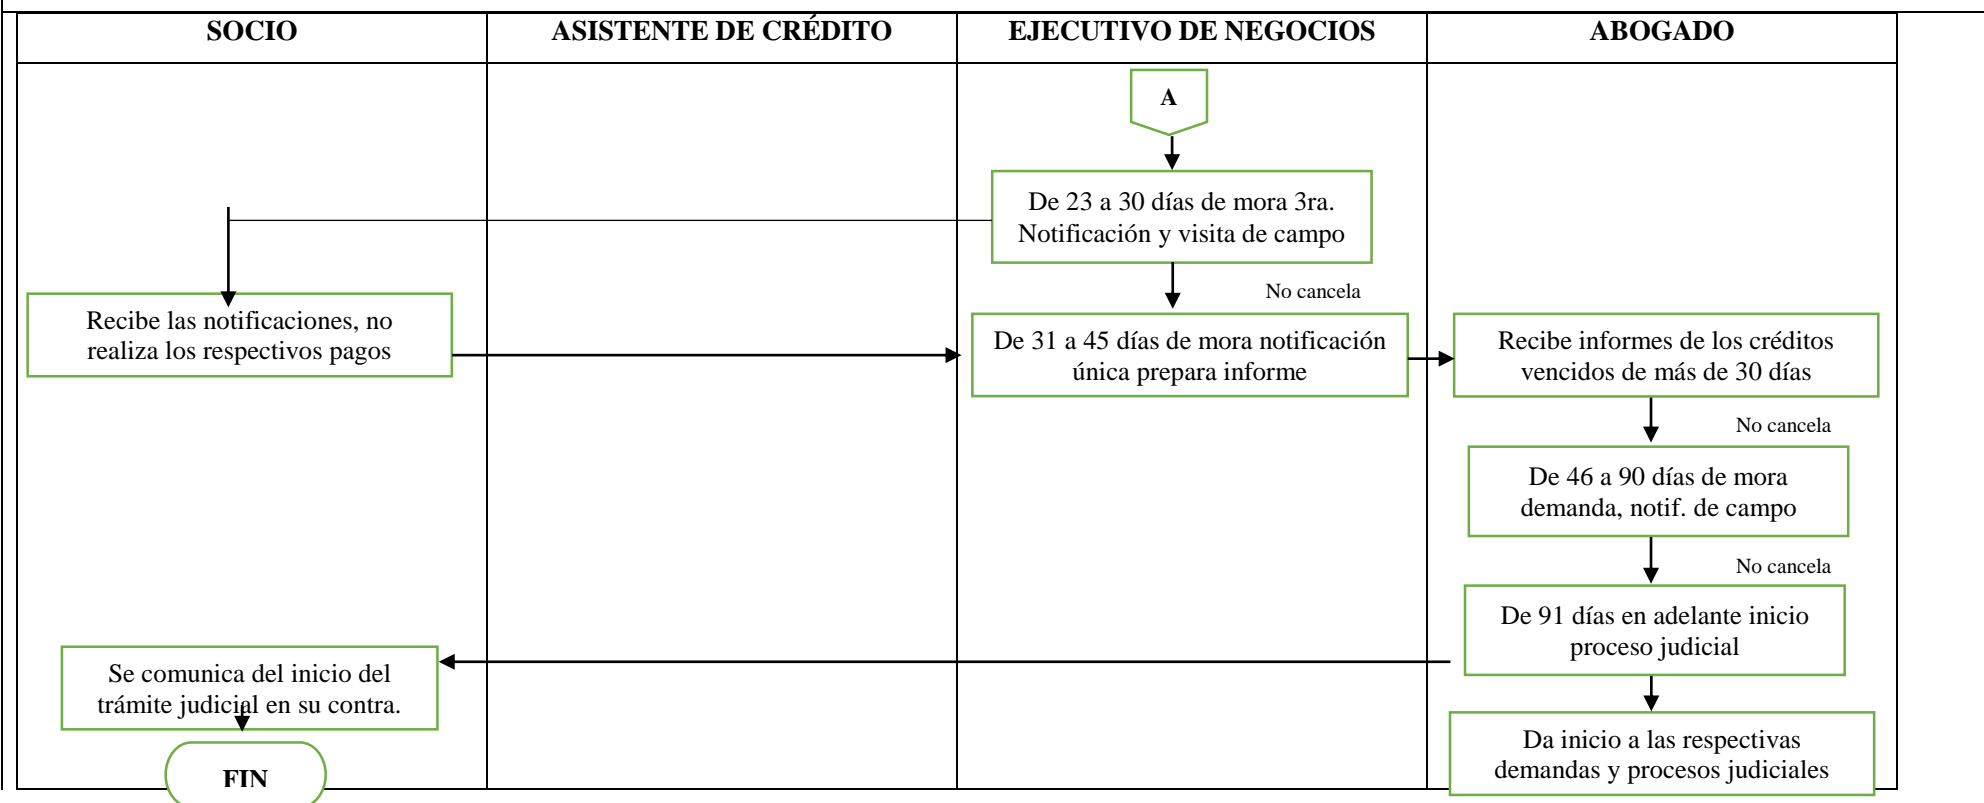 SOCIO
ASISTENTE DE CRÉDITO
EJECUTIVO DE NEGOCIOS
ABOGADO
A
De 23 a 30 días de mora 3ra.
Notificación y visita de campo
No cancela
Recibe las notificaciones, no
realiza los respectivos pagos
De 31 a 45 días de mora notificación
única prepara informe
Recibe informes de los créditos
vencidos de más de 30 días
No cancela
De 46 a 90 días de mora
demanda, notif. de campo
No cancela
De 91 días en adelante inicio
proceso judicial
Se comunica del inicio del
trámite judicial en su contra.
Da inicio a las respectivas
demandas y procesos judiciales
FIN